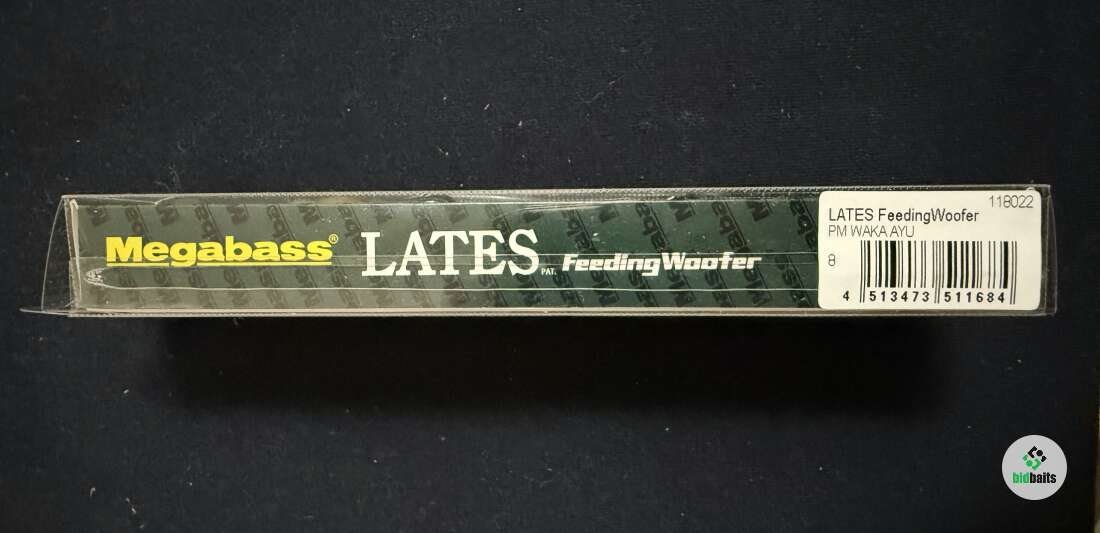 Megabass® LATES PAT. FeedingWoofer
118022
LATES FeedingWoofer
PM WAKA AYU
8
4 513473 511684
bidbaits